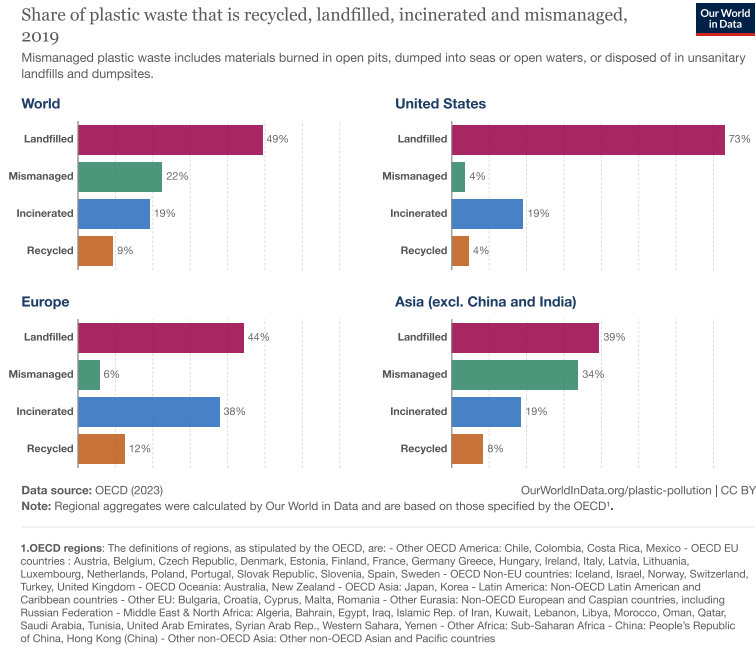 Share of plastic waste that is recycled, landfilled, incinerated and mismanaged,
2019
Our World
in Data
Mismanaged plastic waste includes materials burned in open pits, dumped into seas or open waters, or disposed of in unsanitary
landfills and dumpsites.
World
Landfilled 49%
Mismanaged 22%
Incinerated 19%
Recycled 9%
United States
Landfilled 73%
Mismanaged 4%
Incinerated 19%
Recycled 4%
Europe
Landfilled 44%
Mismanaged 6%
Incinerated 38%
Recycled 12%
Asia (excl. China and India)
Landfilled 39%
Mismanaged 34%
Incinerated 19%
Recycled 8%
Data source: OECD (2023)
OurWorldInData.org/plastic-pollution | CC BY
Note: Regional aggregates were calculated by Our World in Data and are based on those specified by the OECD¹.
1.OECD regions: The definitions of regions, as stipulated by the OECD, are: - Other OECD America: Chile, Colombia, Costa Rica, Mexico - OECD EU
countries : Austria, Belgium, Czech Republic, Denmark, Estonia, Finland, France, Germany Greece, Hungary, Ireland, Italy, Latvia, Lithuania,
Luxembourg, Netherlands, Poland, Portugal, Slovak Republic, Slovenia, Spain, Sweden - OECD Non-EU countries: Iceland, Israel, Norway, Switzerland,
Turkey, United Kingdom - OECD Oceania: Australia, New Zealand - OECD Asia: Japan, Korea - Latin America: Non-OECD Latin American and
Caribbean countries - Other EU: Bulgaria, Croatia, Cyprus, Malta, Romania - Other Eurasia: Non-OECD European and Caspian countries, including
Russian Federation - Middle East & North Africa: Algeria, Bahrain, Egypt, Iraq, Islamic Rep. of Iran, Kuwait, Lebanon, Libya, Morocco, Oman, Qatar,
Saudi Arabia, Tunisia, United Arab Emirates, Syrian Arab Rep., Western Sahara, Yemen - Other Africa: Sub-Saharan Africa - China: People's Republic
of China, Hong Kong (China) - Other non-OECD Asia: Other non-OECD Asian and Pacific countries